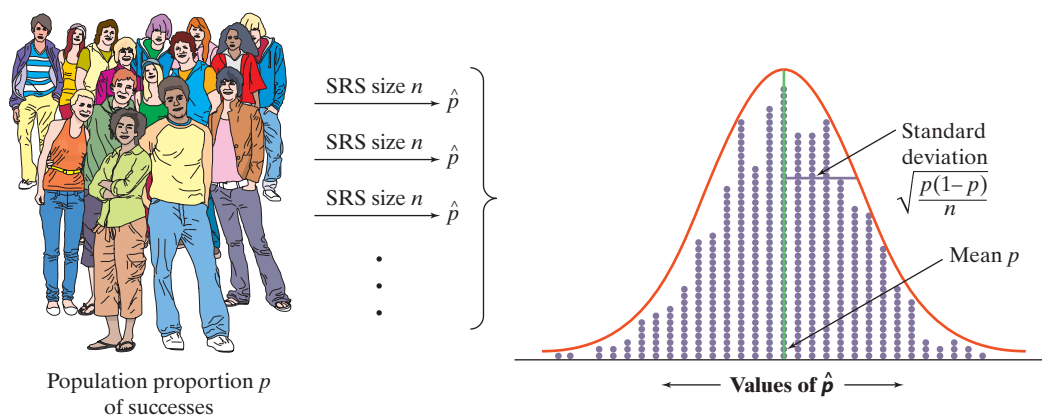 SRS size n
p̂
SRS size n
p̂
SRS size n
p̂
Population proportion p
of successes
Standard
deviation
√p(1–p)/n
Mean p
Values of p̂